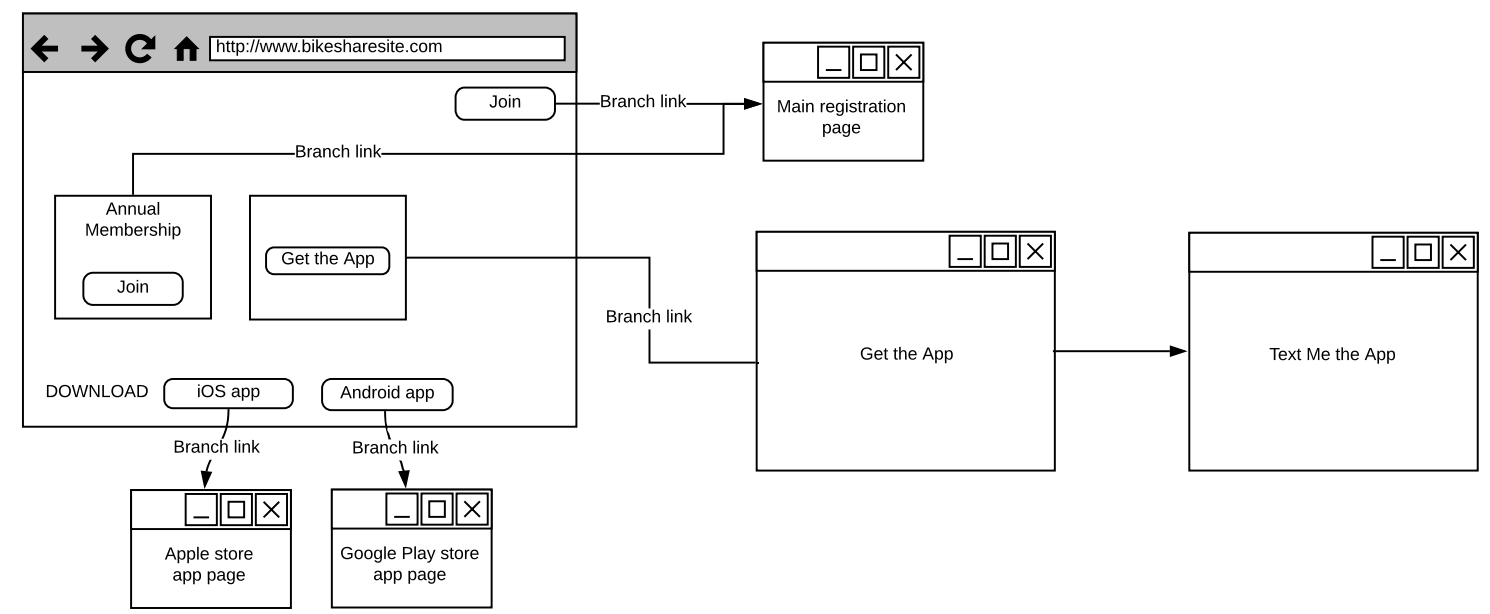 http://www.bikesharesite.com
Join
Branch link
Main registration
page
Branch link
Annual
Membership
Join
Get the App
Branch link
Get the App
Text Me the App
DOWNLOAD
iOS app
Android app
Branch link
Branch link
Apple store
app page
Google Play store
app page